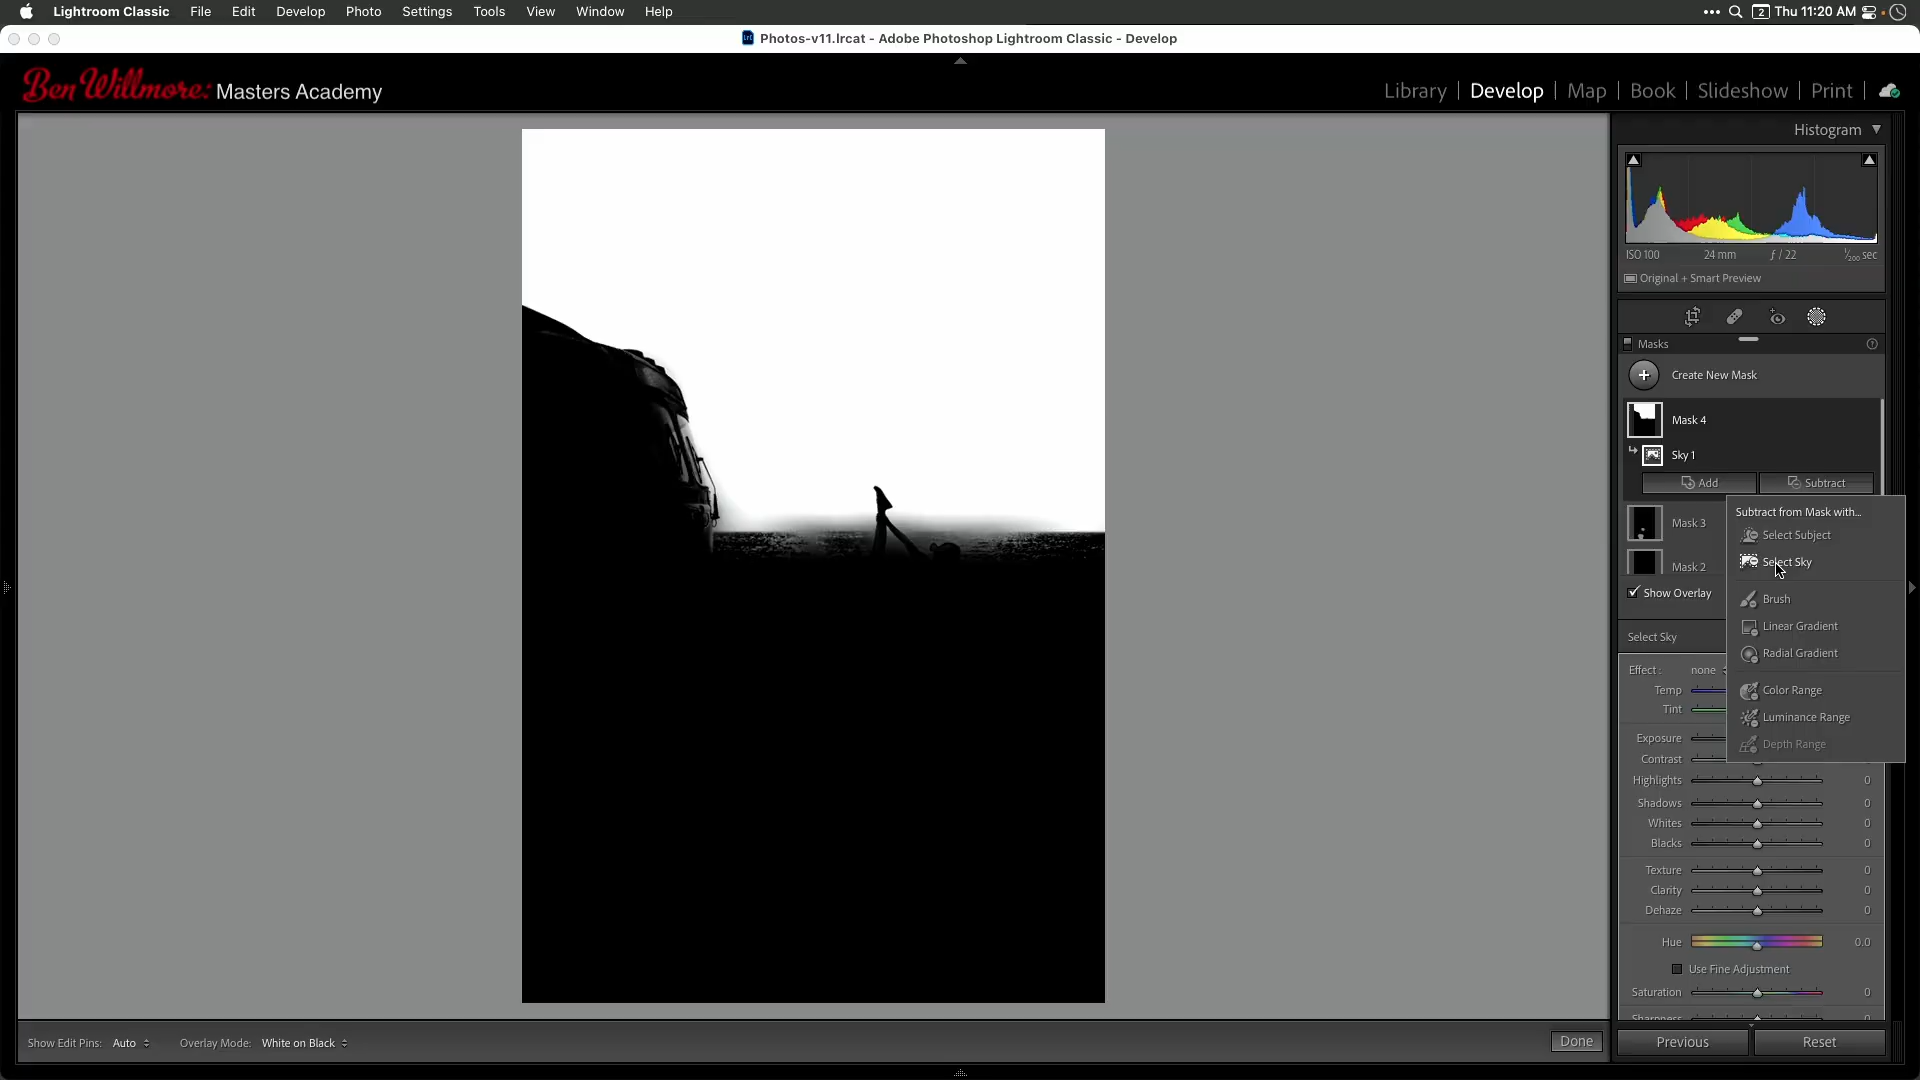 Lightroom Classic File Edit Develop Photo Settings Tools View Window Help 2 Thu 11:20 AM
Photos-v11.lrcat - Adobe Photoshop Lightroom Classic - Develop
Ben Willmore: Masters Academy
Library | Develop | Map | Book | Slideshow | Print |
Histogram
ISO 100 24 mm ƒ / 22 1/200 sec
Original + Smart Preview
Masks
Create New Mask
Mask 4
Sky 1
Add Subtract
Subtract from Mask with...
Mask 3
Select Subject
Select Sky
Mask 2
Show Overlay
Brush
Linear Gradient
Select Sky
Radial Gradient
Effect : none
Temp
Color Range
Tint
Luminance Range
Exposure
Depth Range
Contrast
Highlights 0
Shadows 0
Whites 0
Blacks 0
Texture 0
Clarity 0
Dehaze 0
Hue 0.0
Use Fine Adjustment
Saturation 0
Sharpness
Show Edit Pins: Auto Overlay Mode: White on Black Done Previous Reset